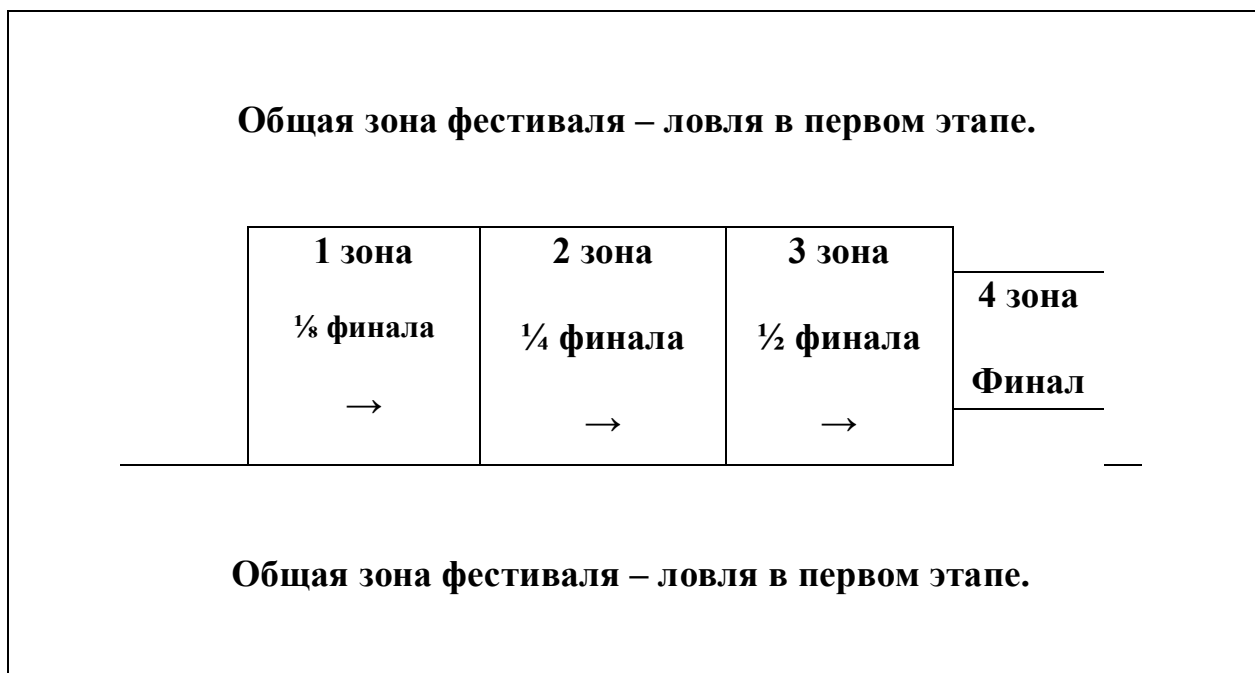 Общая зона фестиваля – ловля в первом этапе.
1 зона
⅛ финала
→
2 зона
¼ финала
→
3 зона
½ финала
→
4 зона
Финал
Общая зона фестиваля – ловля в первом этапе.